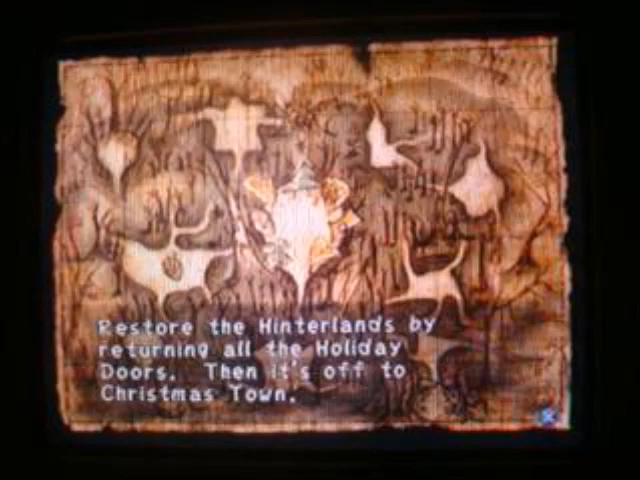 Restore the Hinterlands by
returning all the Holiday
Doors. Then it's off to
Christmas Town.